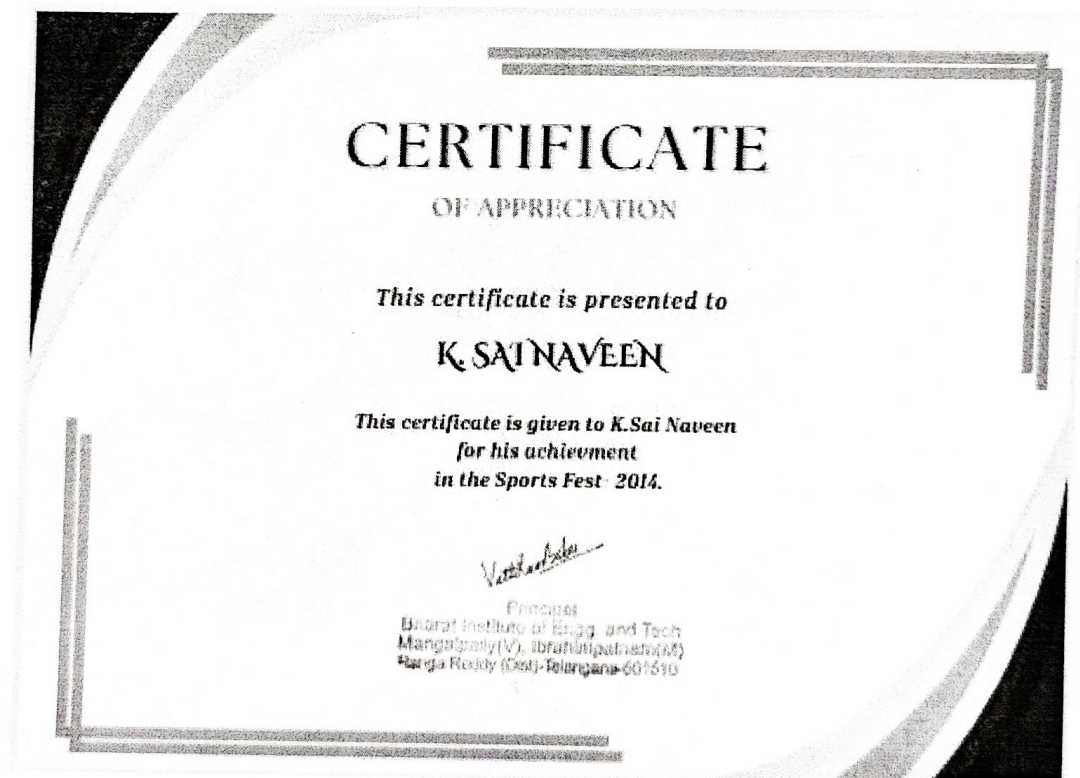 CERTIFICATE
OF APPRECIATION
This certificate is presented to
K. SAI NAVEEN
This certificate is given to K.Sai Naveen
for his achievment
in the Sports Fest 2014.
Principal
Bharat Institute of Engg. and Tech
Mangalpally(V), Ibrahimpatnam(M)
Ranga Reddy (Dist)-Telangana-501510